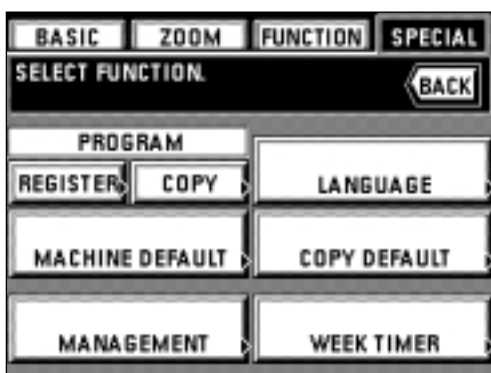 BASIC ZOOM FUNCTION SPECIAL
SELECT FUNCTION.
BACK
PROGRAM
REGISTER COPY LANGUAGE
MACHINE DEFAULT COPY DEFAULT
MANAGEMENT WEEK TIMER